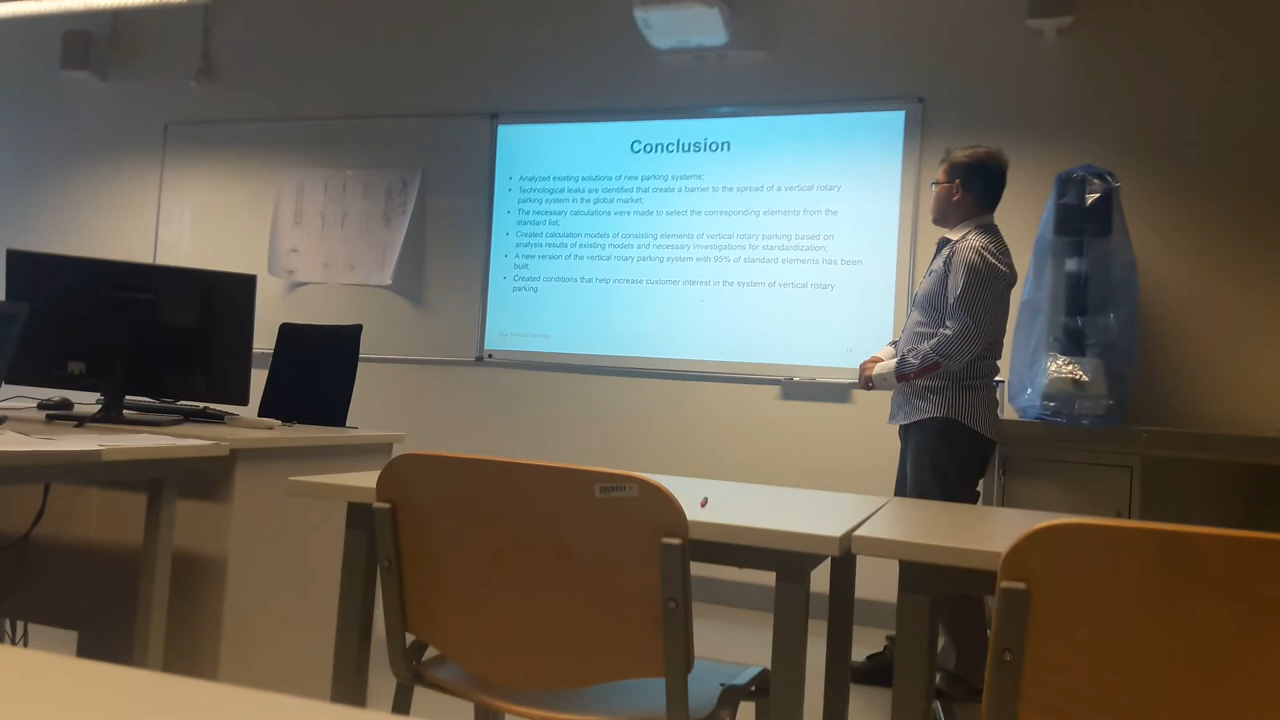 Conclusion
• Analyzed existing solutions of new parking systems;
• Technological leaks are identified that create a barrier to the spread of a vertical rotary
parking system in the global market;
• The necessary calculations were made to select the corresponding elements from the
standard list;
• Created calculation models of consisting elements of vertical rotary parking based on
analysis results of existing models and necessary investigations for standardization;
• A new version of the vertical rotary parking system with 95% of standard elements has been
built;
• Created conditions that help increase customer interest in the system of vertical rotary
parking.
University